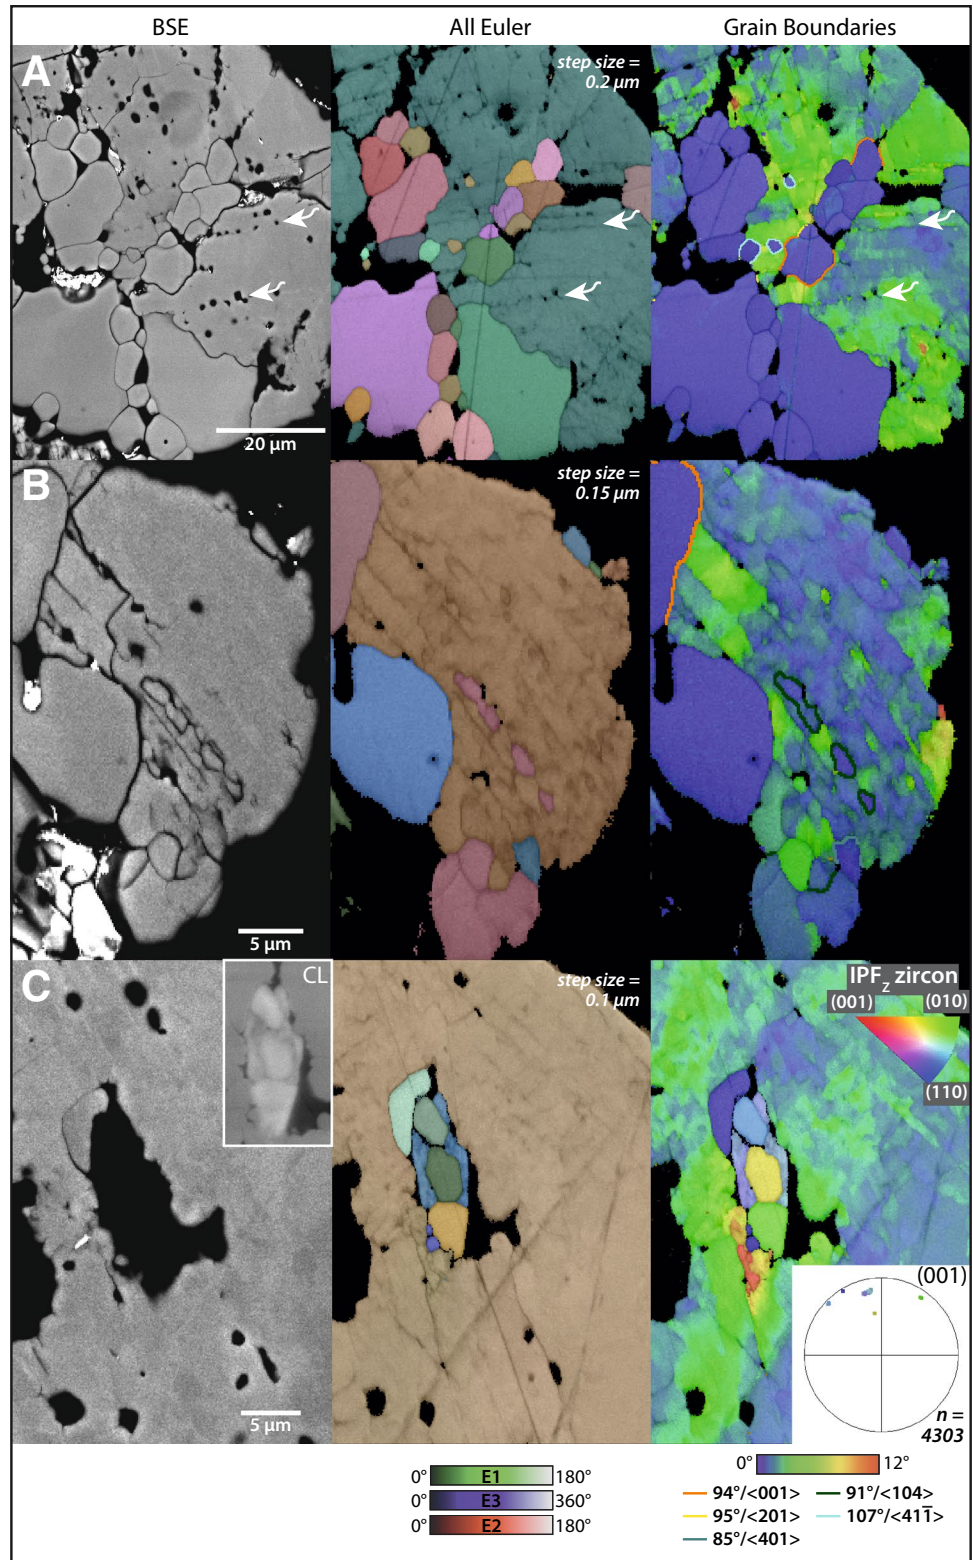 BSE
All Euler
Grain Boundaries
A
step size =
0.2 µm
20 µm
B
step size =
0.15 µm
5 µm
C
CL
step size =
0.1 µm
IPFz zircon
(001)
(010)
(110)
5 µm
(001)
n =
4303
0° E1 180°
0° E3 360°
0° E2 180°
0° 12°
94°/<001>
91°/<104>
95°/<201>
107°/<411̅>
85°/<401>